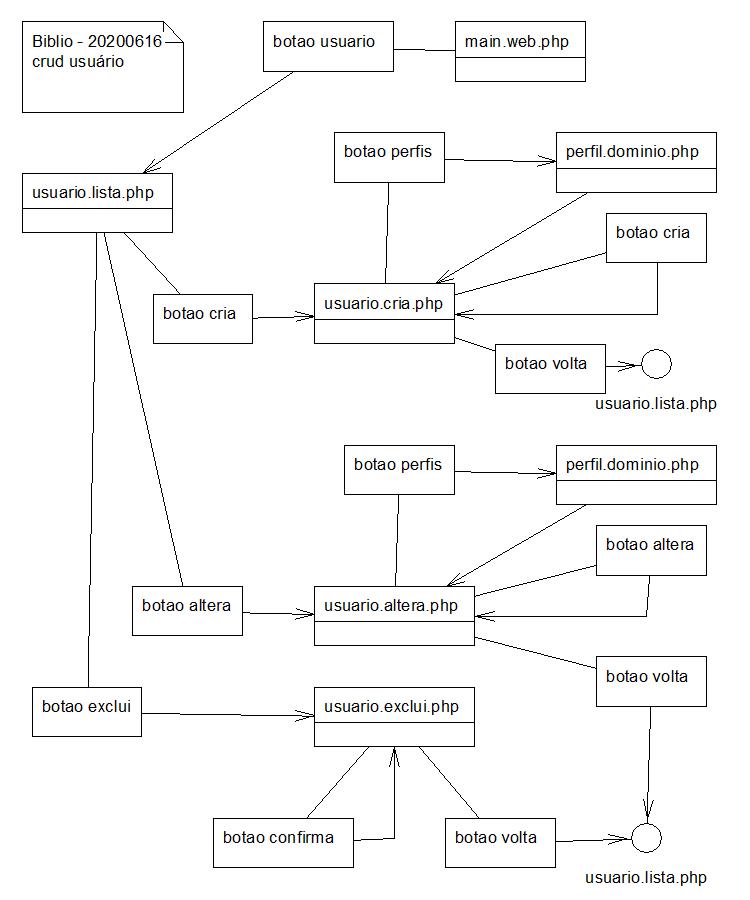 Biblio - 20200616
crud usuário
botao usuario
main.web.php
botao perfis
perfil.dominio.php
usuario.lista.php
botao cria
botao cria
usuario.cria.php
botao volta
usuario.lista.php
botao perfis
perfil.dominio.php
botao altera
botao altera
usuario.altera.php
botao volta
botao exclui
usuario.exclui.php
botao confirma
botao volta
usuario.lista.php